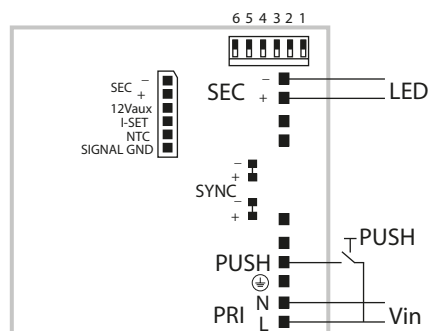 6 5 4 3 2 1
SEC −
+
12Vaux
I-SET
NTC
SIGNAL GND
SEC −
+
LED
−
+
SYNC
−
+
PUSH
PUSH
PRI N
L
Vin